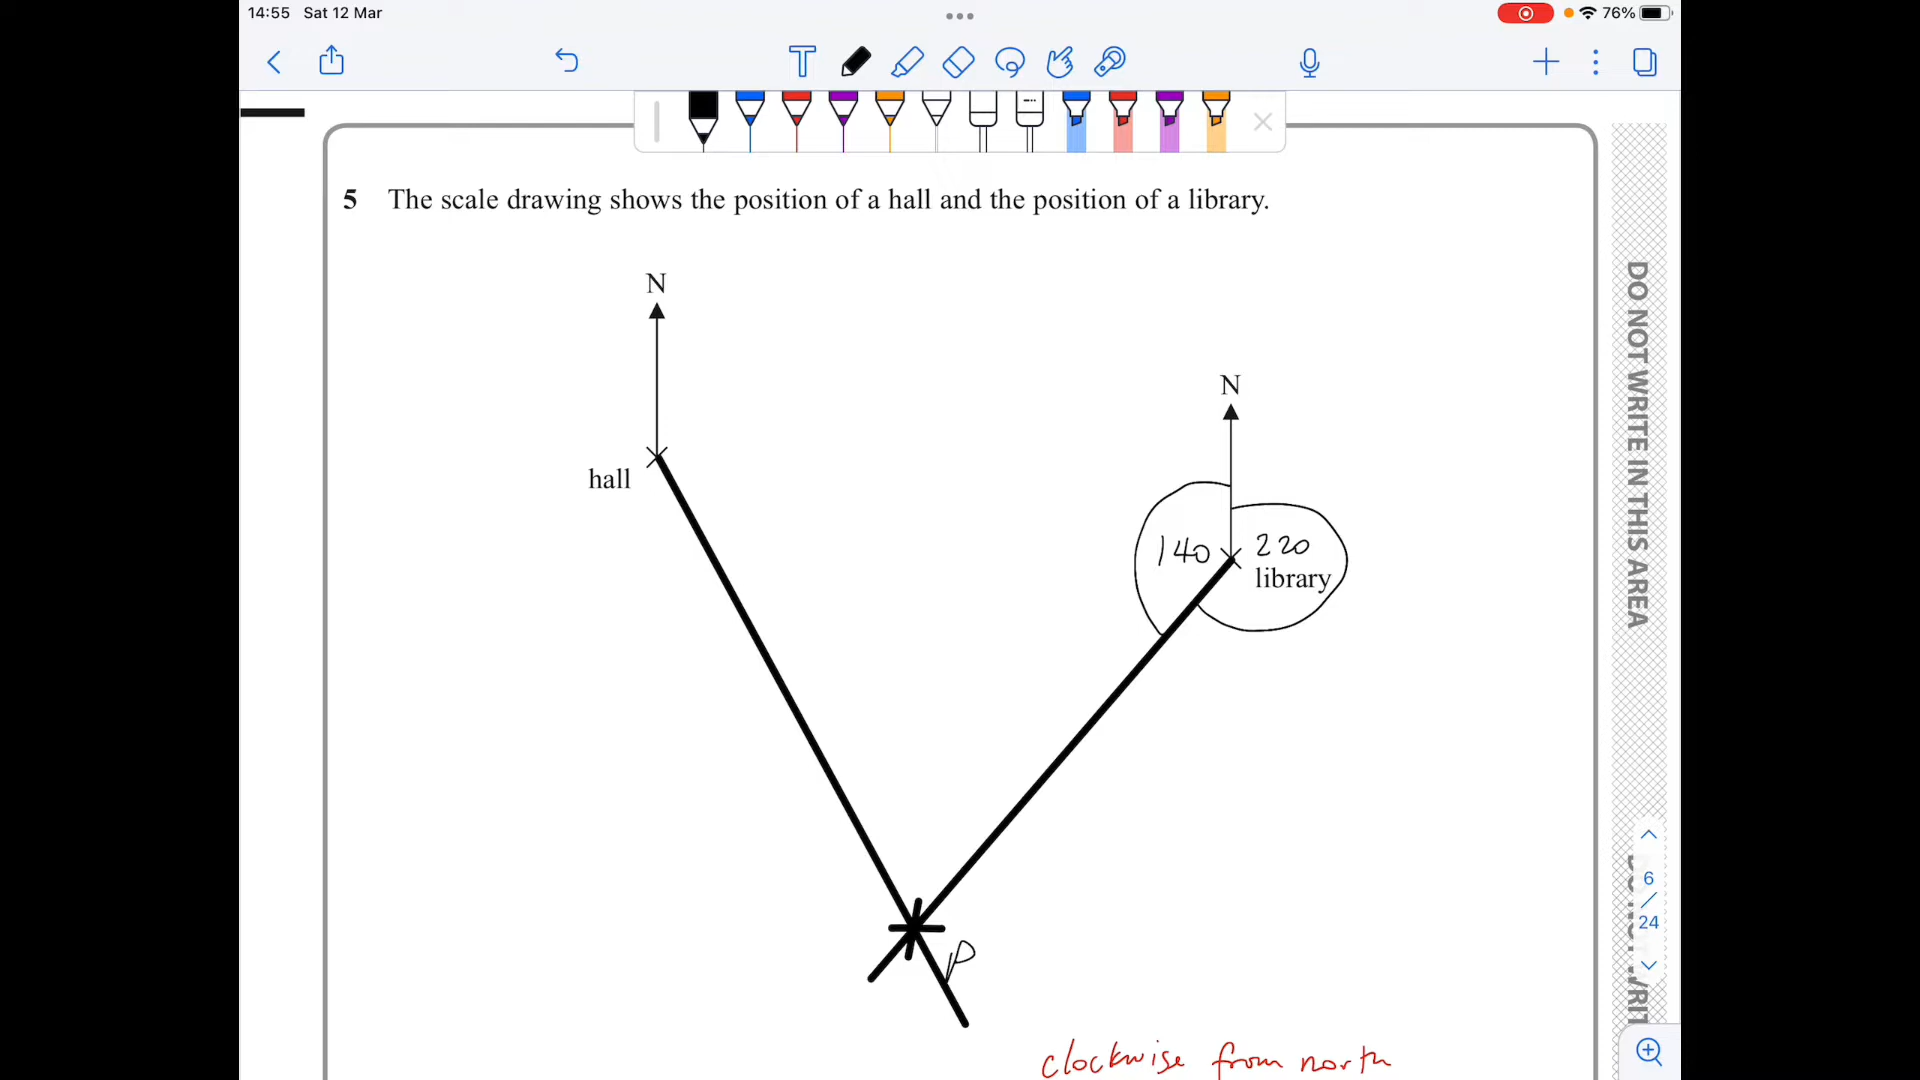 14:55 Sat 12 Mar
76%
5 The scale drawing shows the position of a hall and the position of a library.
N
N
hall
140
220
library
P
clockwise from north
DO NOT WRITE IN THIS AREA
6
24